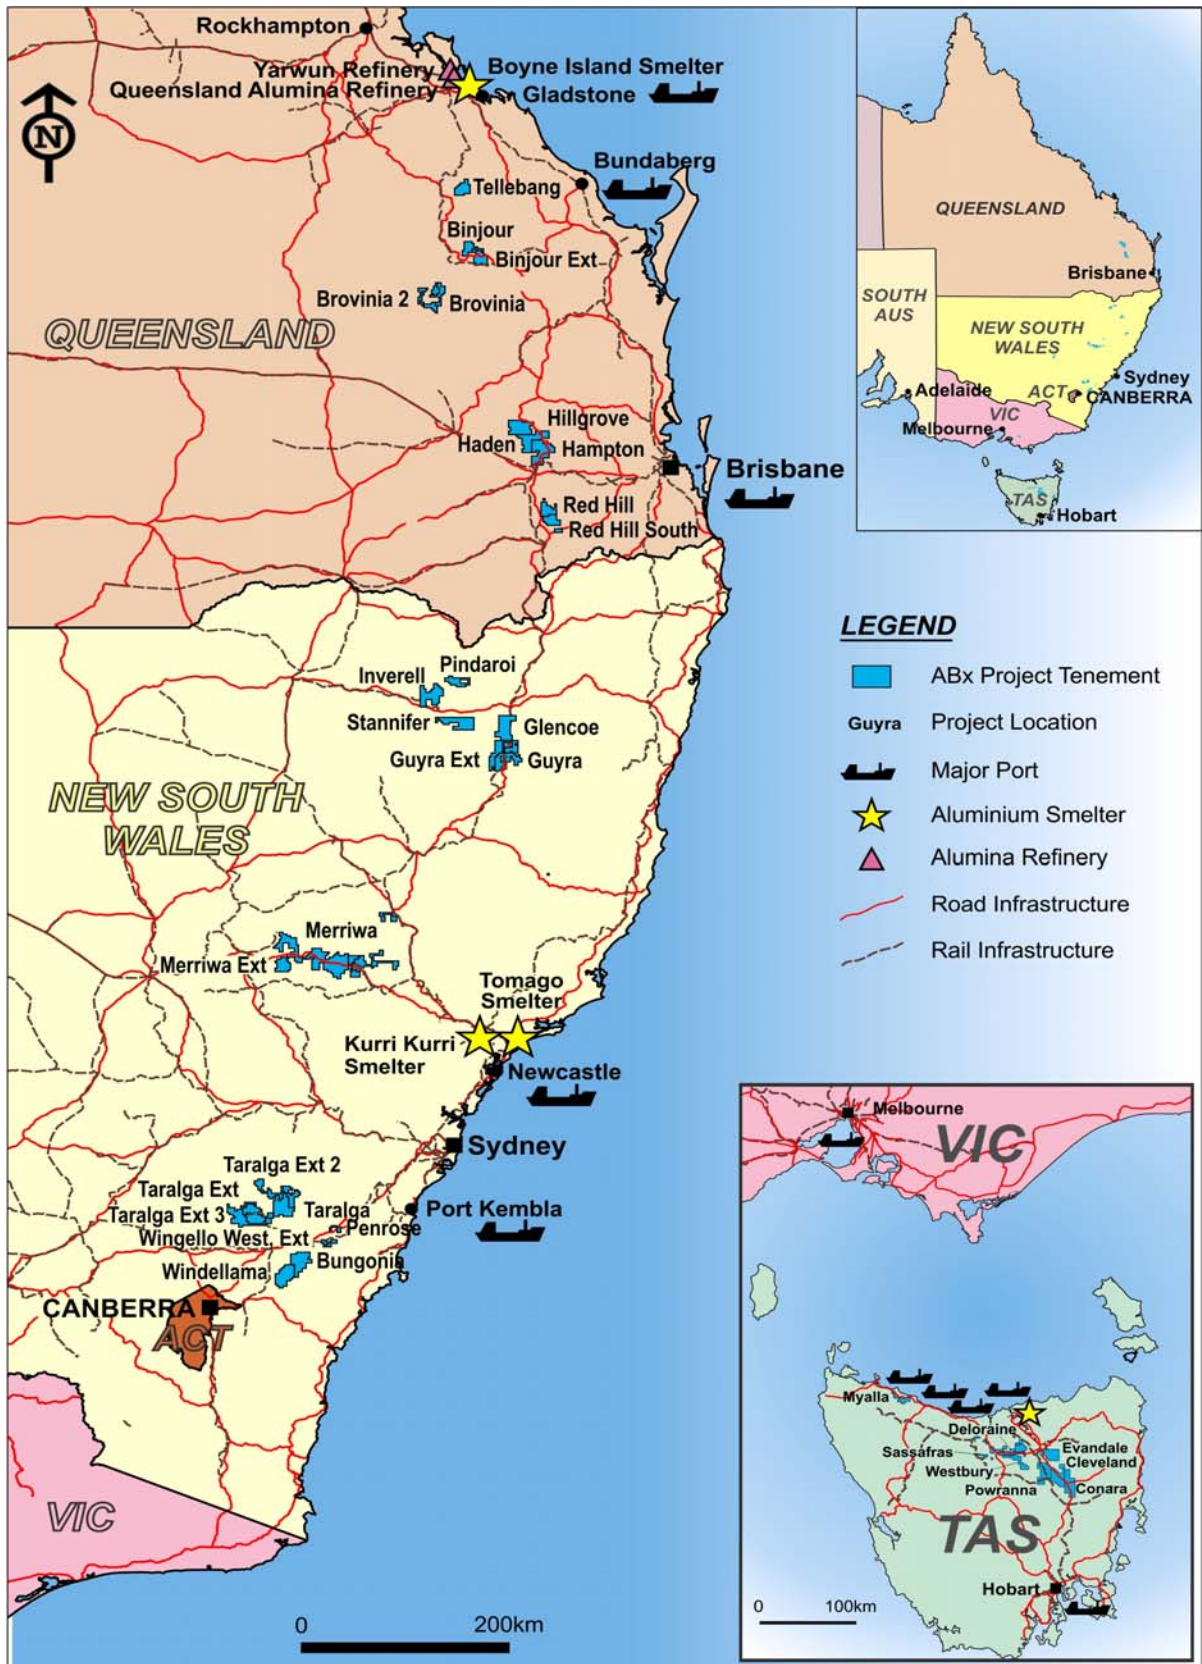 Rockhampton
Yarwun Refinery
Boyne Island Smelter
Queensland Alumina Refinery
Gladstone
N
Bundaberg
Tellebang
Binjour
Binjour Ext
Brovinia 2
Brovinia
QUEENSLAND
Hillgrove
Haden
Hampton
Brisbane
Red Hill
Red Hill South
Pindaroi
Inverell
Stannifer
Glencoe
Guyra Ext
Guyra
NEW SOUTH
WALES
Merriwa
Merriwa Ext
Tomago
Smelter
Kurri Kurri
Smelter
Newcastle
Sydney
Taralga Ext 2
Taralga Ext
Taralga Ext 3
Taralga
Port Kembla
Penrose
Wingello West, Ext
Bungonia
Windellama
CANBERRA
ACT
VIC
200km
0
QUEENSLAND
Brisbane
SOUTH
AUS
NEW SOUTH
WALES
Sydney
Adelaide
ACT
CANBERRA
VIC
Melbourne
TAS
Hobart
LEGEND
ABx Project Tenement
Guyra Project Location
Major Port
Aluminium Smelter
Alumina Refinery
Road Infrastructure
Rail Infrastructure
Melbourne
VIC
Myalla
Deloraine
Sassafras
Evandale
Cleveland
Westbury
Powranna
Conara
TAS
Hobart
0 100km